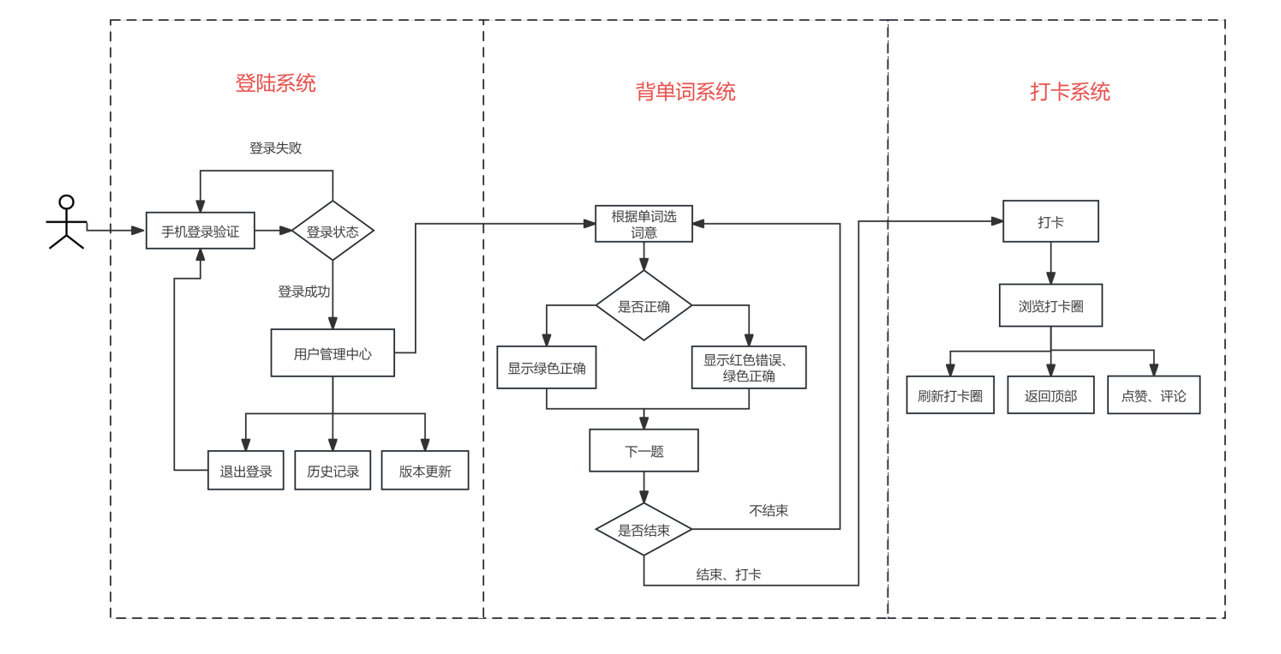 登陆系统
背单词系统
打卡系统
登录失败
手机登录验证
登录状态
登录成功
用户管理中心
退出登录
历史记录
版本更新
根据单词选
词意
是否正确
显示绿色正确
显示红色错误、
绿色正确
下一题
是否结束
不结束
结束、打卡
打卡
浏览打卡圈
刷新打卡圈
返回顶部
点赞、评论